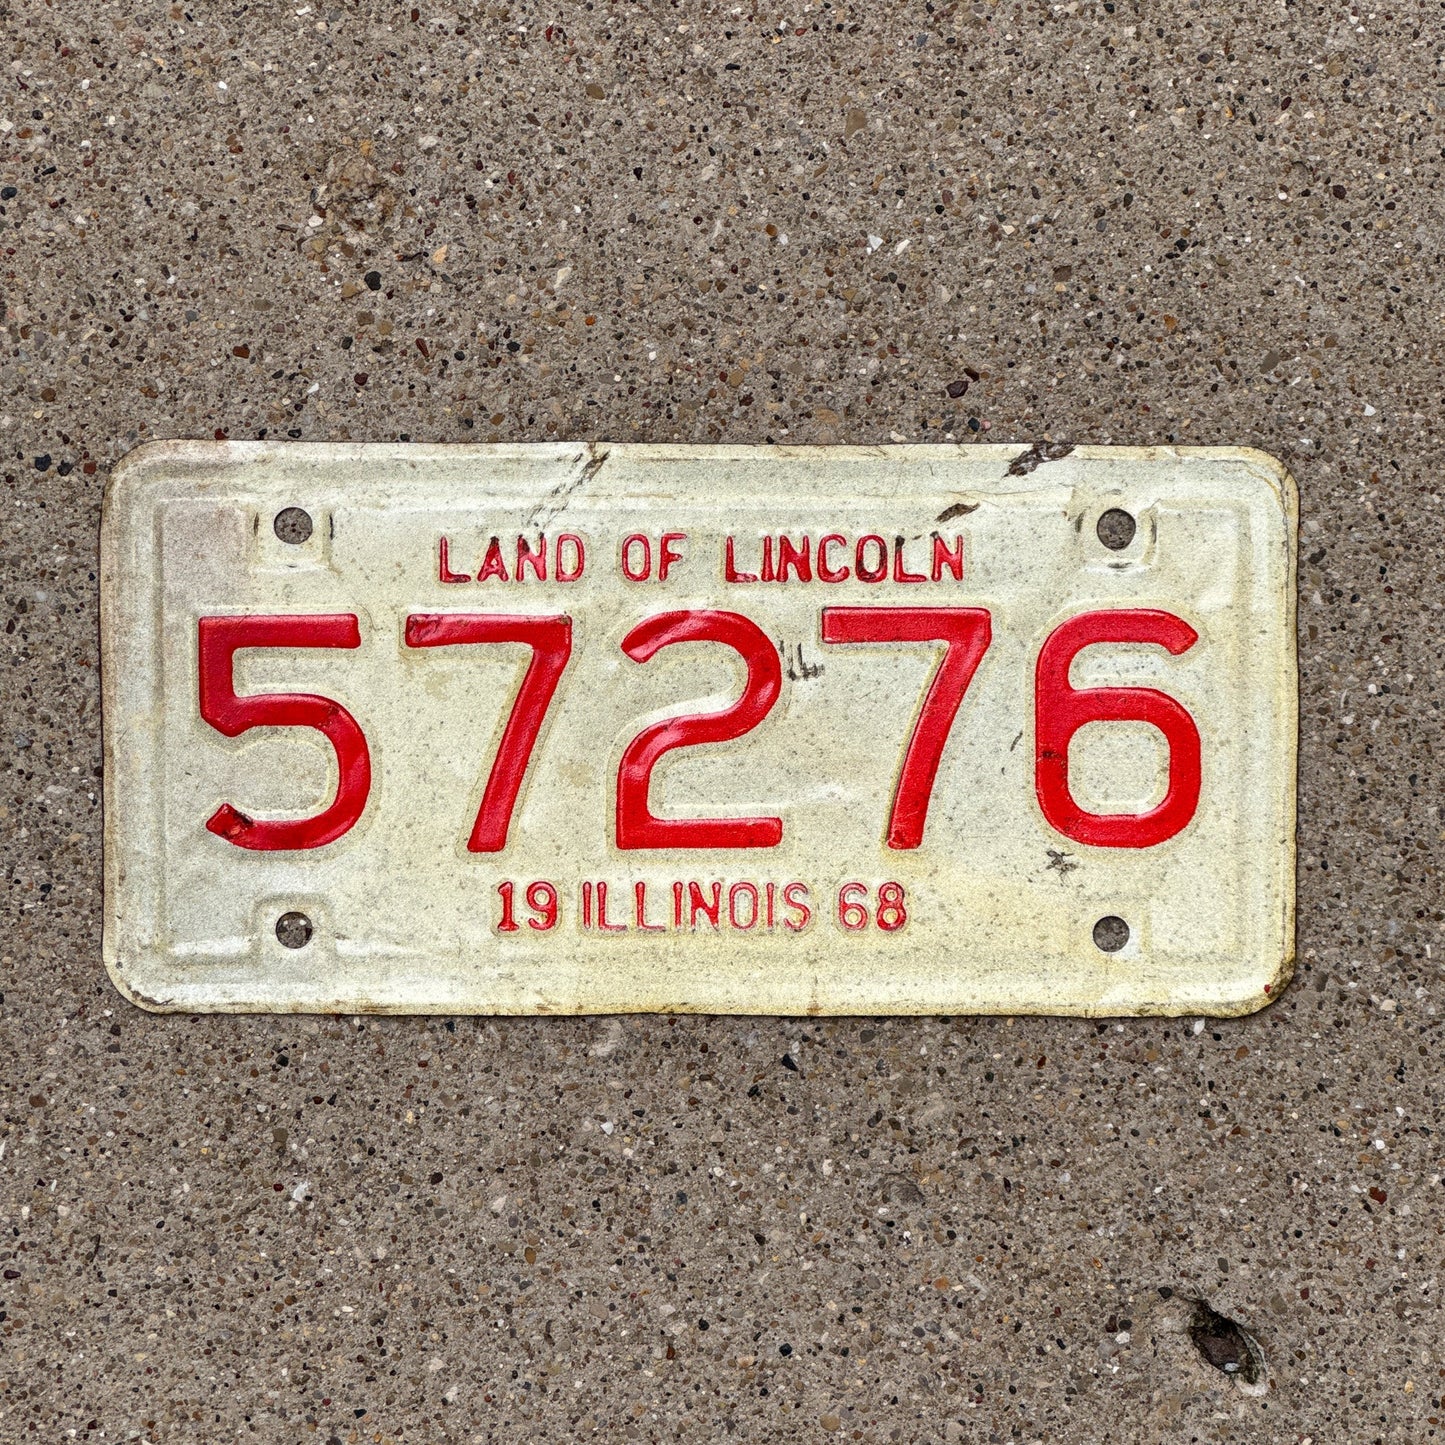 LAND OF LINCOLN
57276
19 ILLINOIS 68